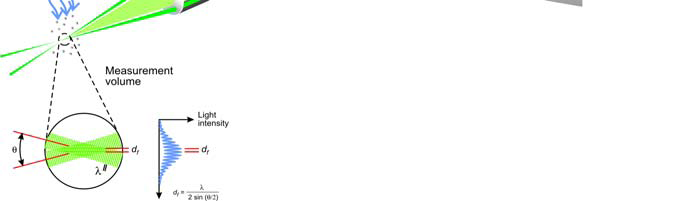 Measurement
volume
Light
intensity
θ
d_f
d_f
λ
d_f = λ / 2 sin (θ/2)